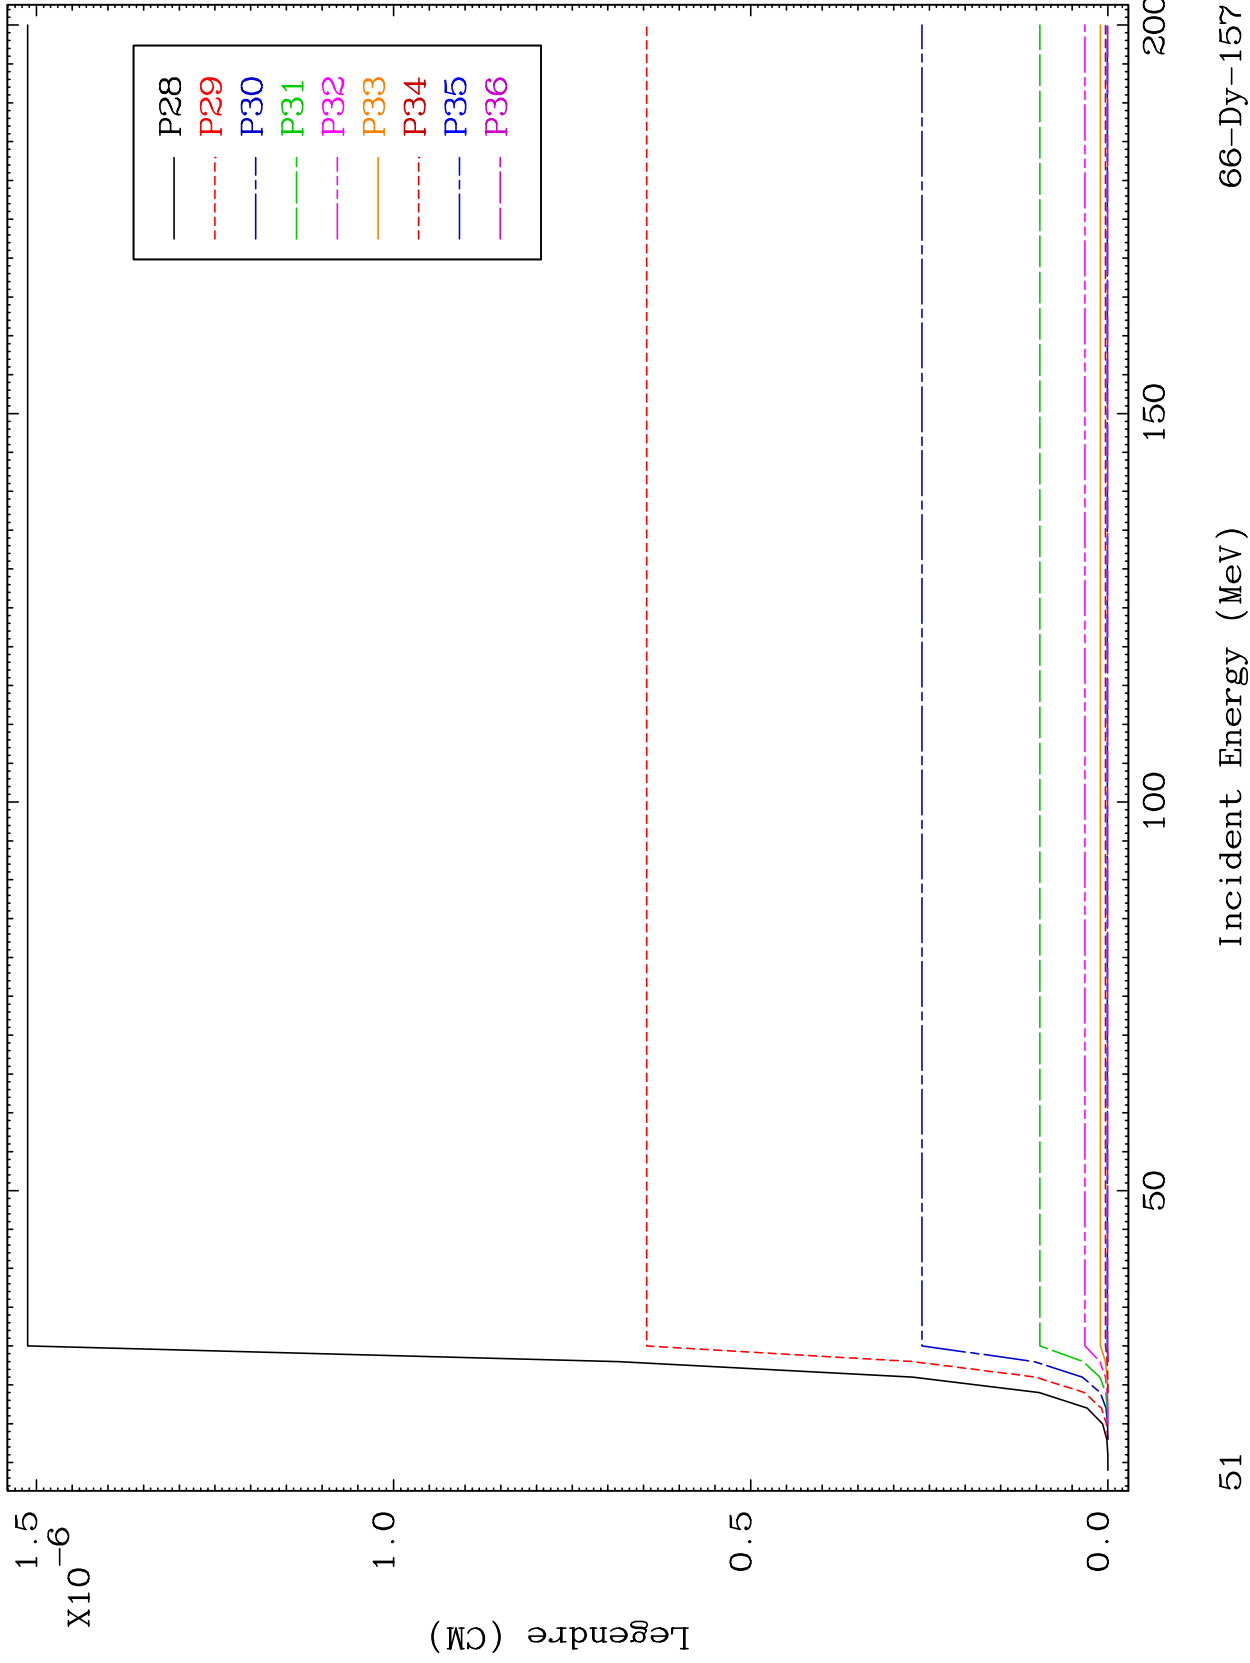 1.5
X10-6
1.0
0.5
0.0
Legendre (CM)
P28
P29
P30
P31
P32
P33
P34
P35
P36
50
100
150
200
51
Incident Energy (MeV)
66-Dy-157